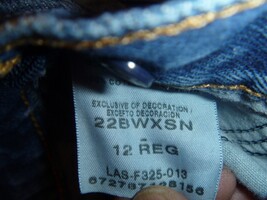 EXCLUSIVE OF DECORATION
EXCEPTO DECORACION
22BWXSN
-
12 REG
LAS-F325-013